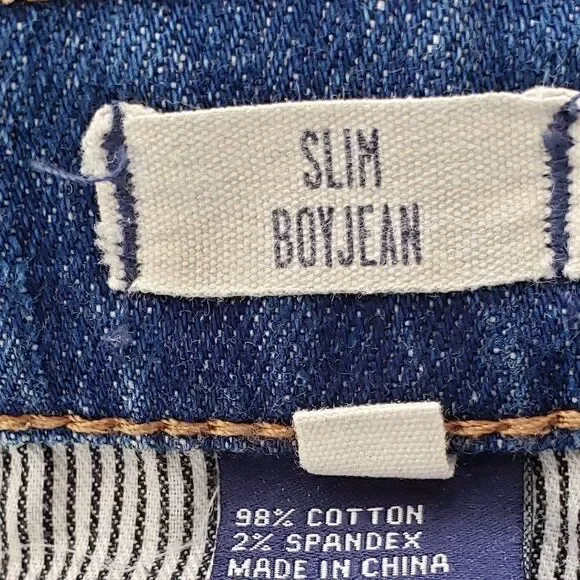 SLIM
BOYJEAN
98% COTTON
2% SPANDEX
MADE IN CHINA